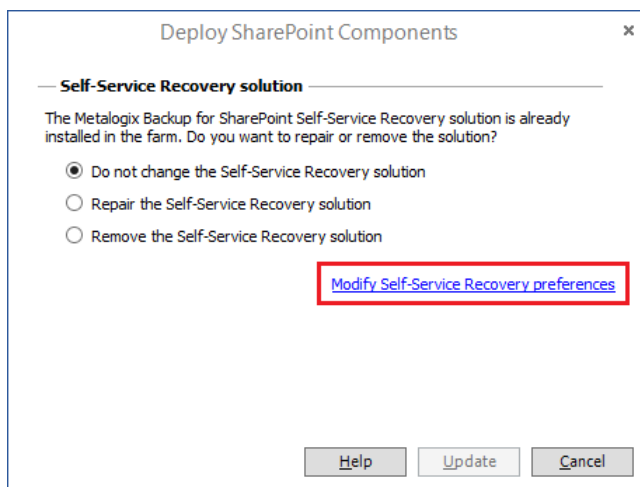 Deploy SharePoint Components
Self-Service Recovery solution
The Metalogix Backup for SharePoint Self-Service Recovery solution is already
installed in the farm. Do you want to repair or remove the solution?
Do not change the Self-Service Recovery solution
Repair the Self-Service Recovery solution
Remove the Self-Service Recovery solution
Modify Self-Service Recovery preferences
Help Update Cancel